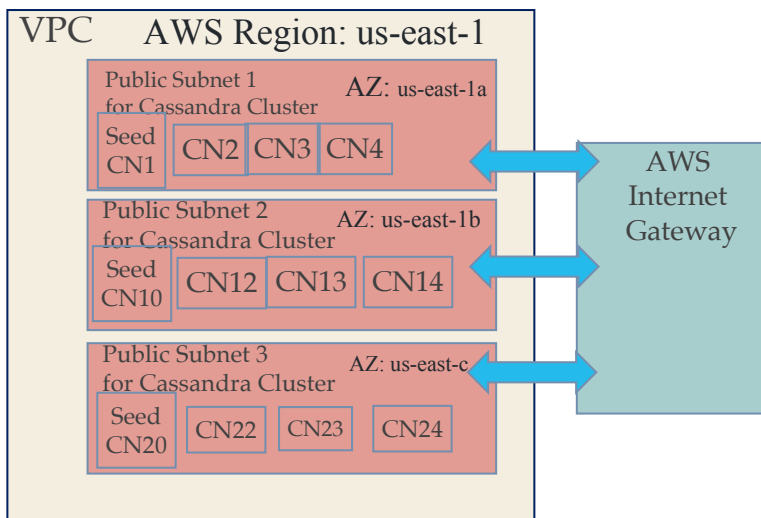 VPC
AWS Region: us-east-1
Public Subnet 1
for Cassandra Cluster
AZ: us-east-1a
Seed
CN1
CN2
CN3
CN4
Public Subnet 2
for Cassandra Cluster
AZ: us-east-1b
Seed
CN10
CN12
CN13
CN14
Public Subnet 3
for Cassandra Cluster
AZ: us-east-c
Seed
CN20
CN22
CN23
CN24
AWS
Internet
Gateway